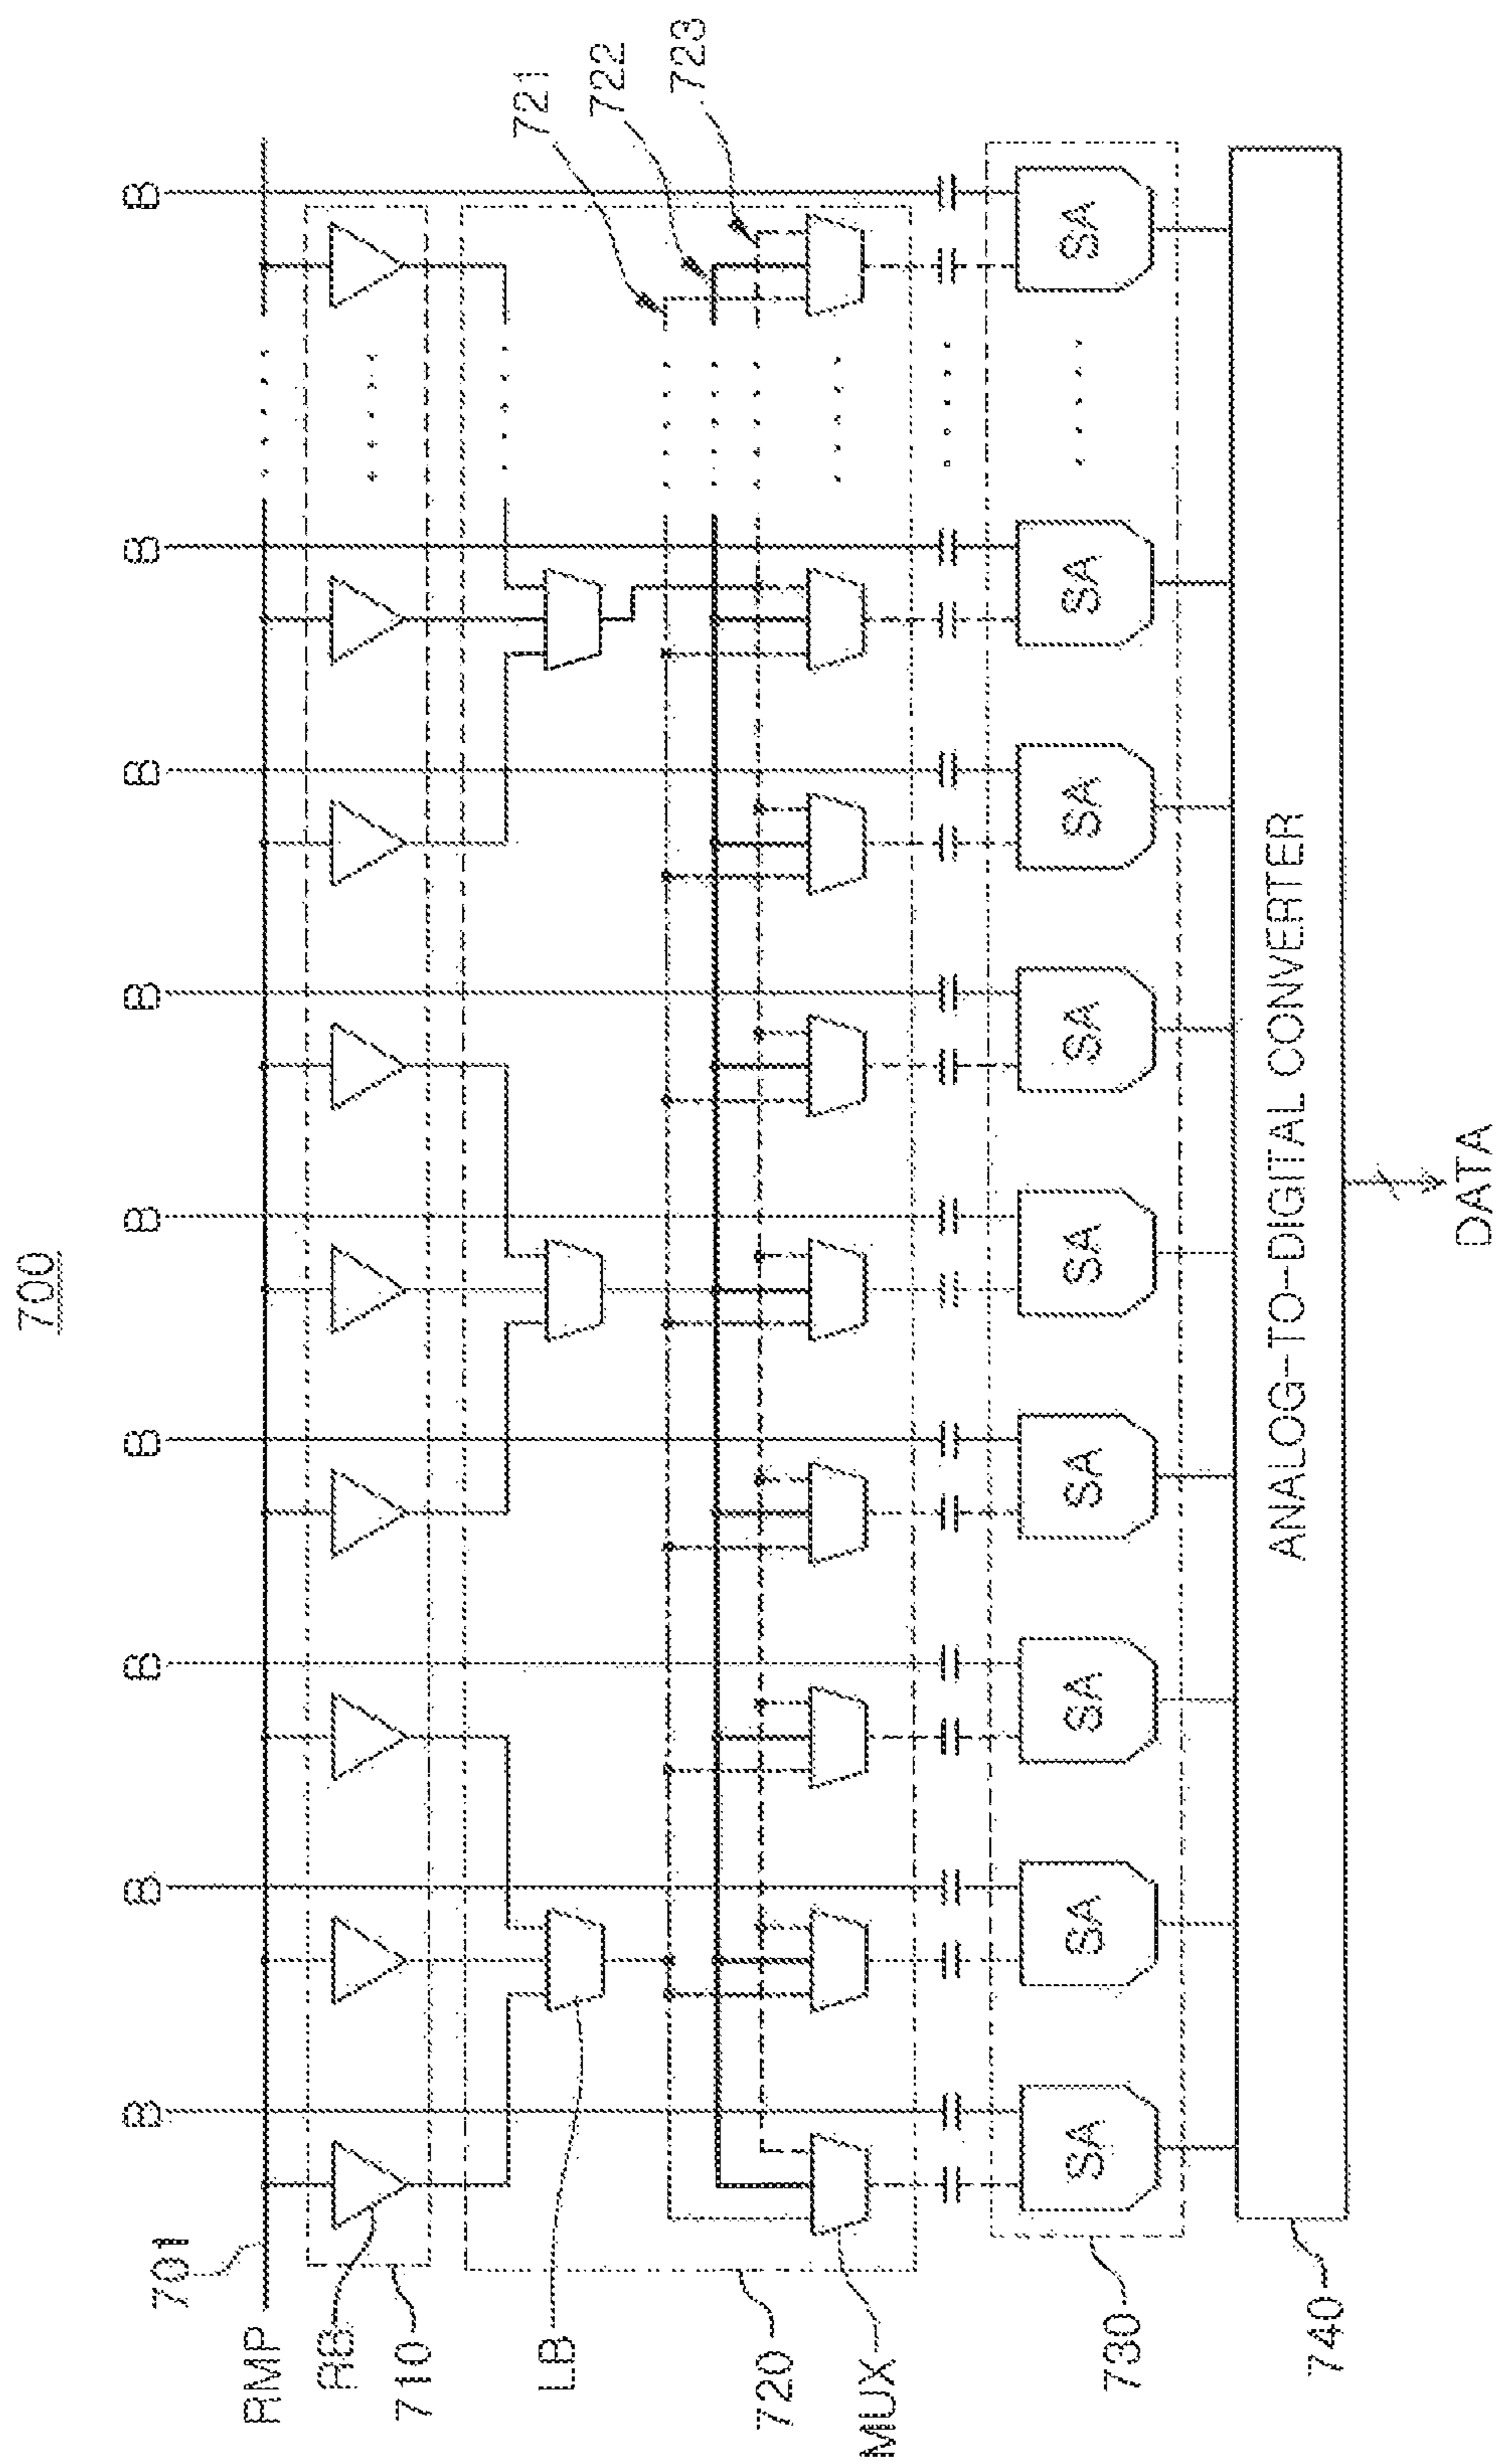 700
701
RMP
RB
710
721
LB
722
723
720
MUX
SA SA SA SA SA SA SA SA SA
730
ANALOG-TO-DIGITAL CONVERTER
740
DATA